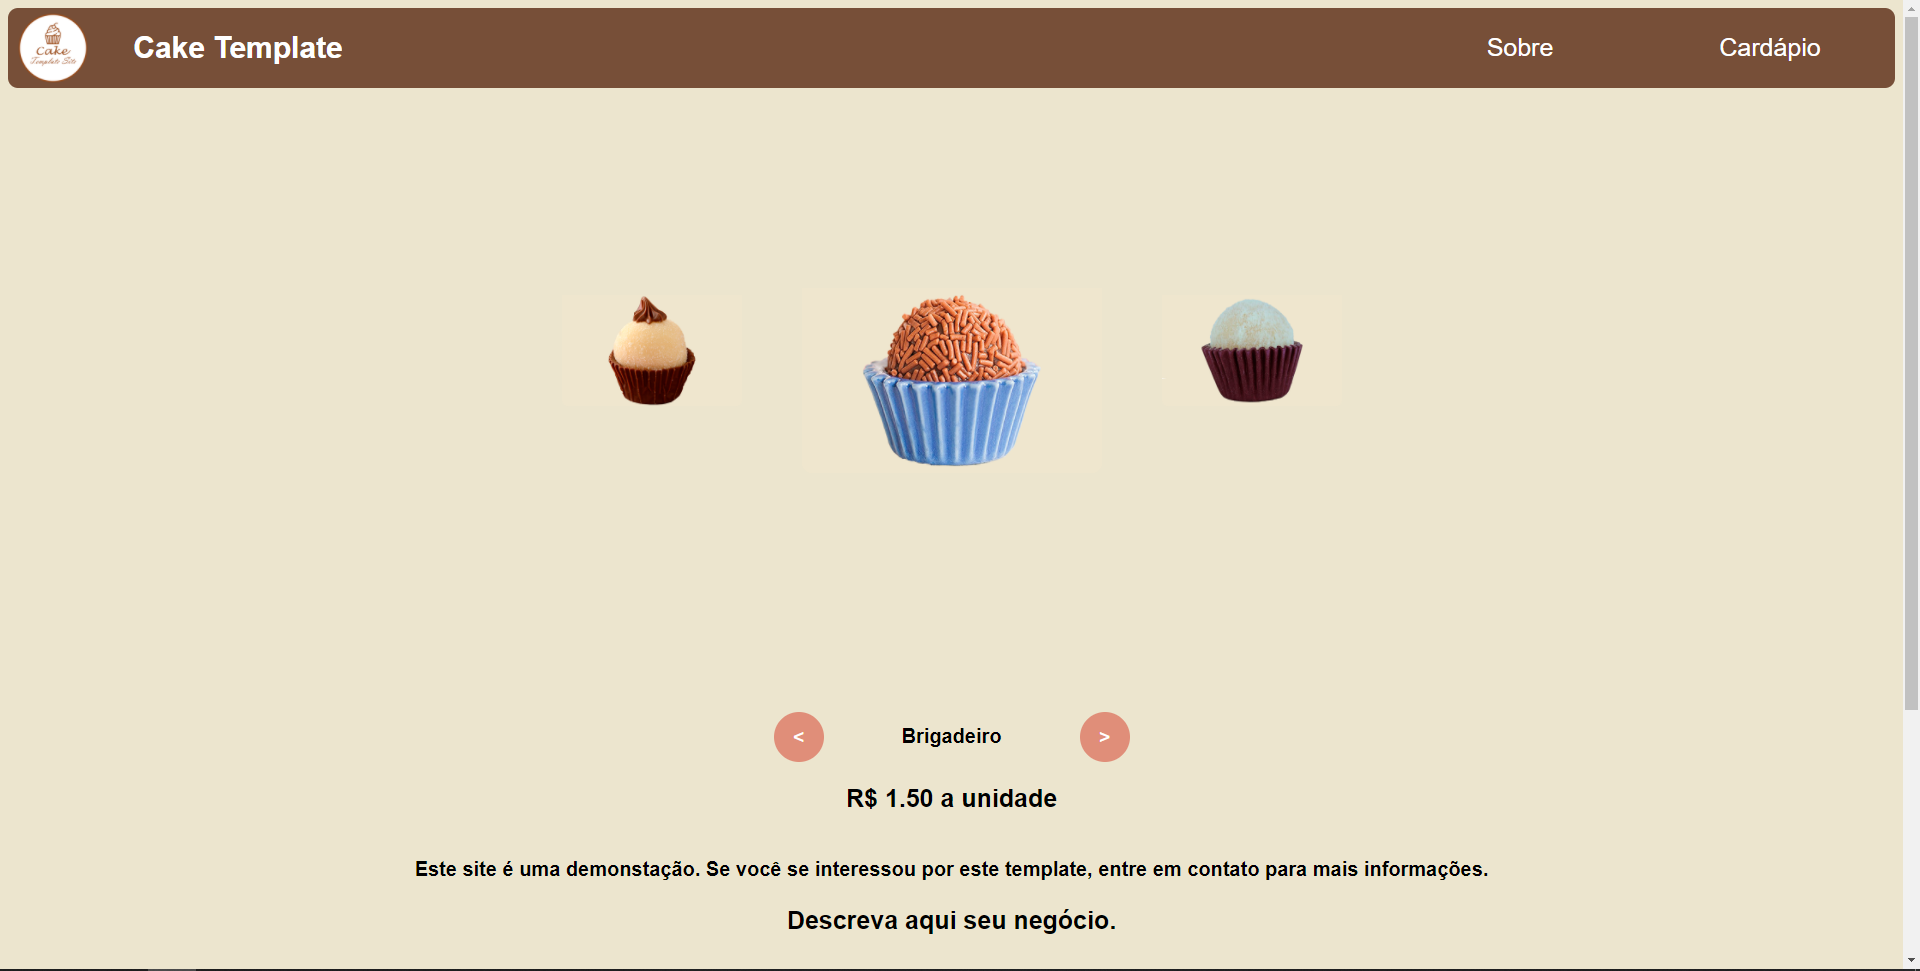 Cake
Template Site
Cake Template
Sobre
Cardápio
<
Brigadeiro
>
R$ 1.50 a unidade
Este site é uma demonstação. Se você se interessou por este template, entre em contato para mais informações.
Descreva aqui seu negócio.